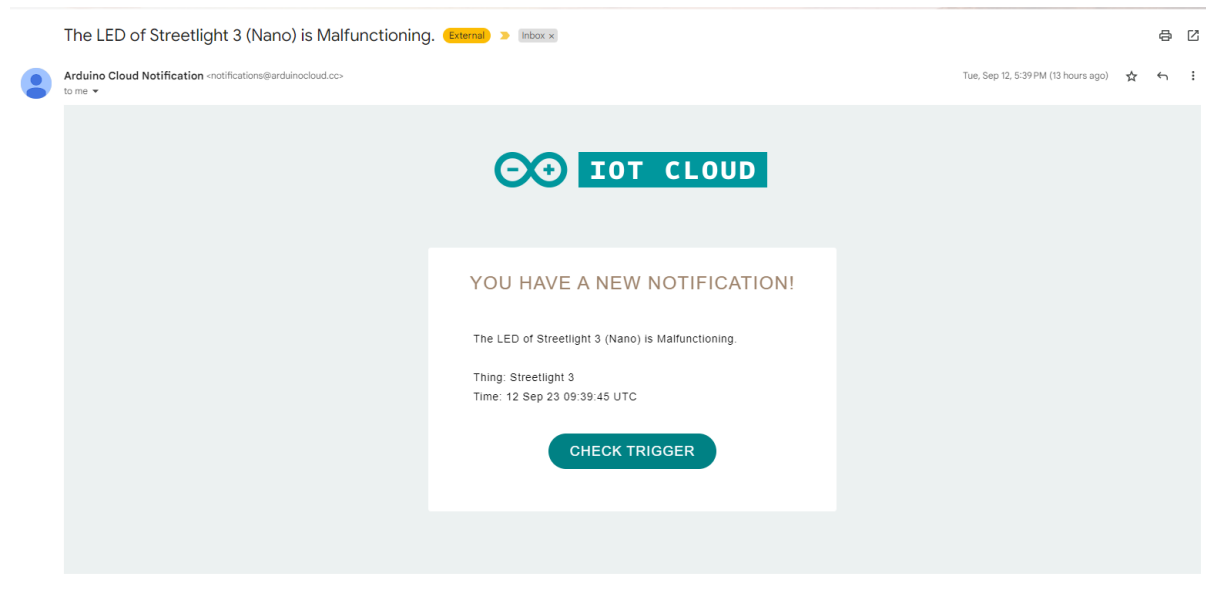 The LED of Streetlight 3 (Nano) is Malfunctioning. External Inbox x
Arduino Cloud Notification <notifications@arduinocloud.cc> Tue, Sep 12, 5:39 PM (13 hours ago)
to me
IOT CLOUD
YOU HAVE A NEW NOTIFICATION!
The LED of Streetlight 3 (Nano) is Malfunctioning.
Thing: Streetlight 3
Time: 12 Sep 23 09:39:45 UTC
CHECK TRIGGER